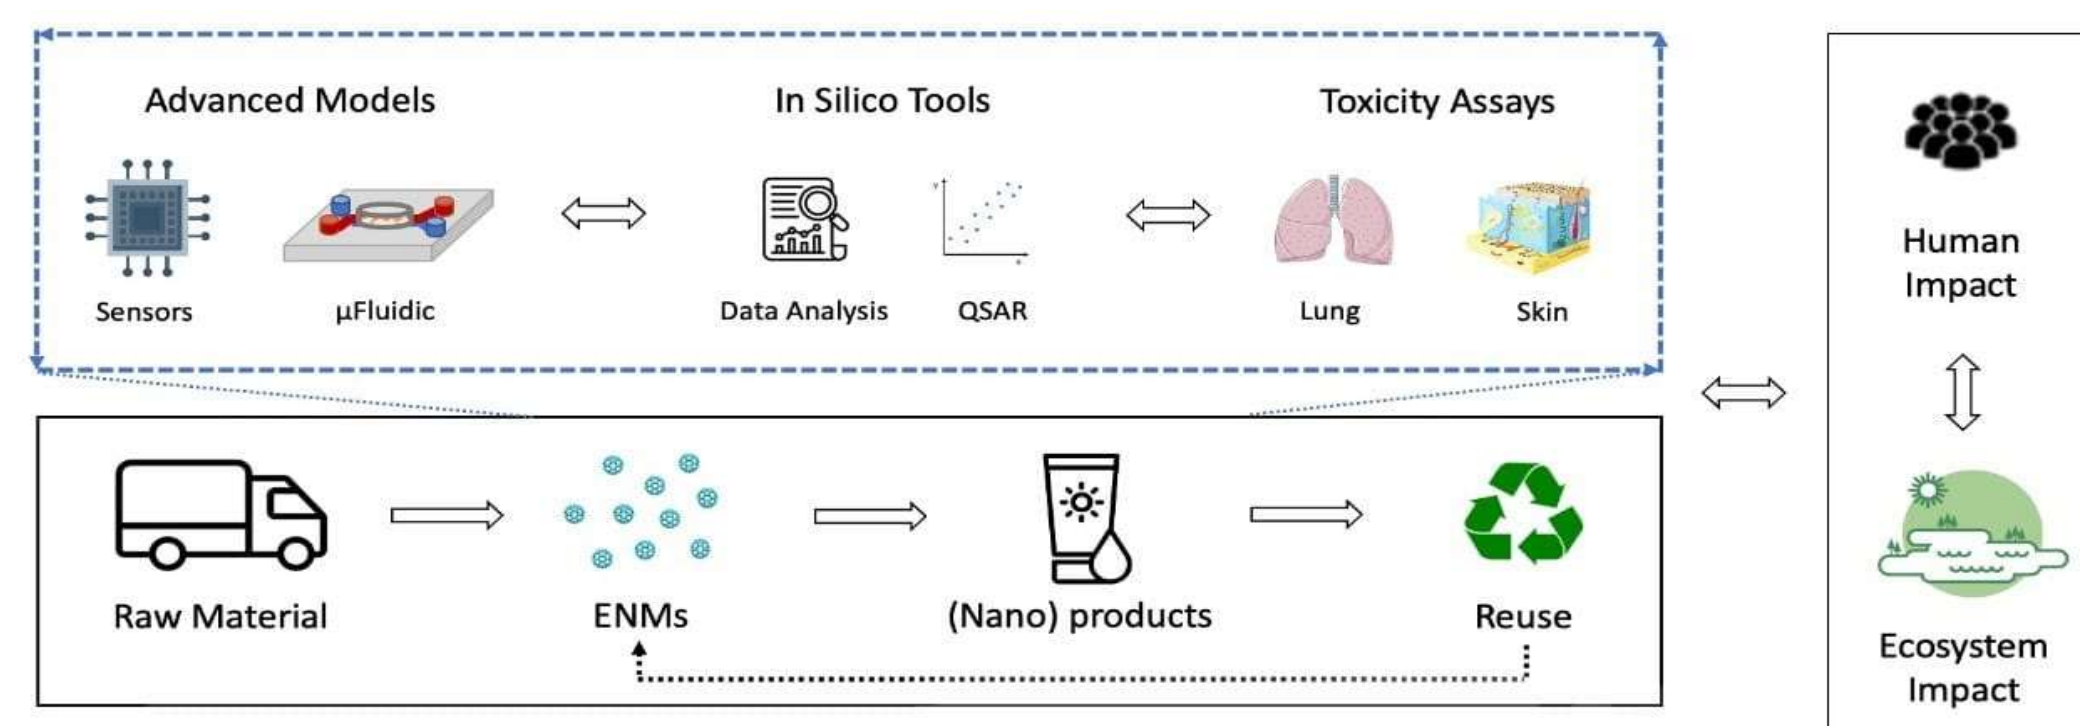 Advanced Models
In Silico Tools
Toxicity Assays
Sensors
µFluidic
Data Analysis
QSAR
Lung
Skin
Raw Material
ENMs
(Nano) products
Reuse
Human
Impact
Ecosystem
Impact